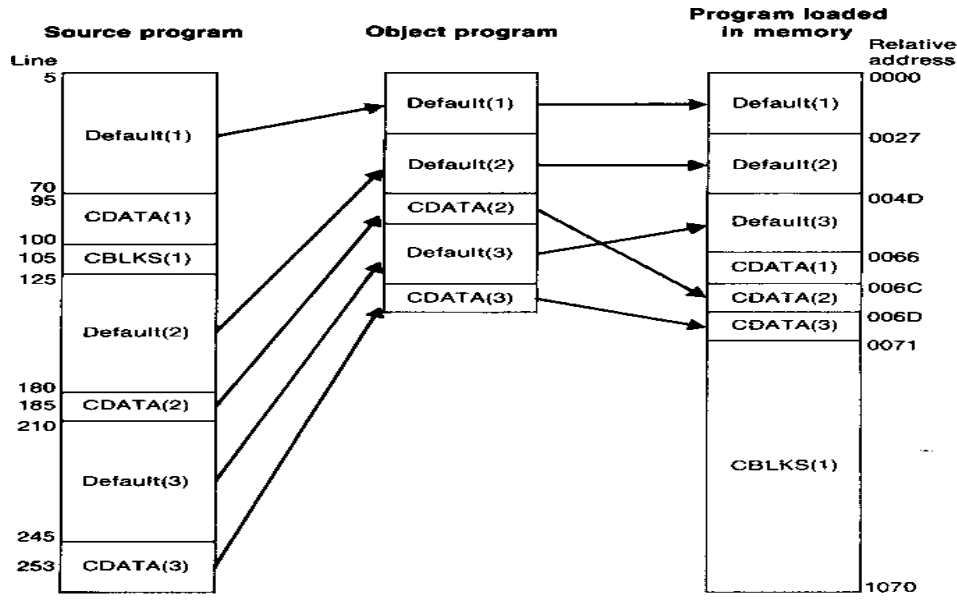 Source program
Object program
Program loaded
in memory
Line
Relative
address
5
Default(1)
70
95
CDATA(1)
100
105
CBLKS(1)
125
Default(2)
180
185
CDATA(2)
210
Default(3)
245
253
CDATA(3)
Default(1)
Default(2)
CDATA(2)
Default(3)
CDATA(3)
0000
Default(1)
0027
Default(2)
004D
Default(3)
0066
CDATA(1)
006C
CDATA(2)
006D
CDATA(3)
0071
CBLKS(1)
1070